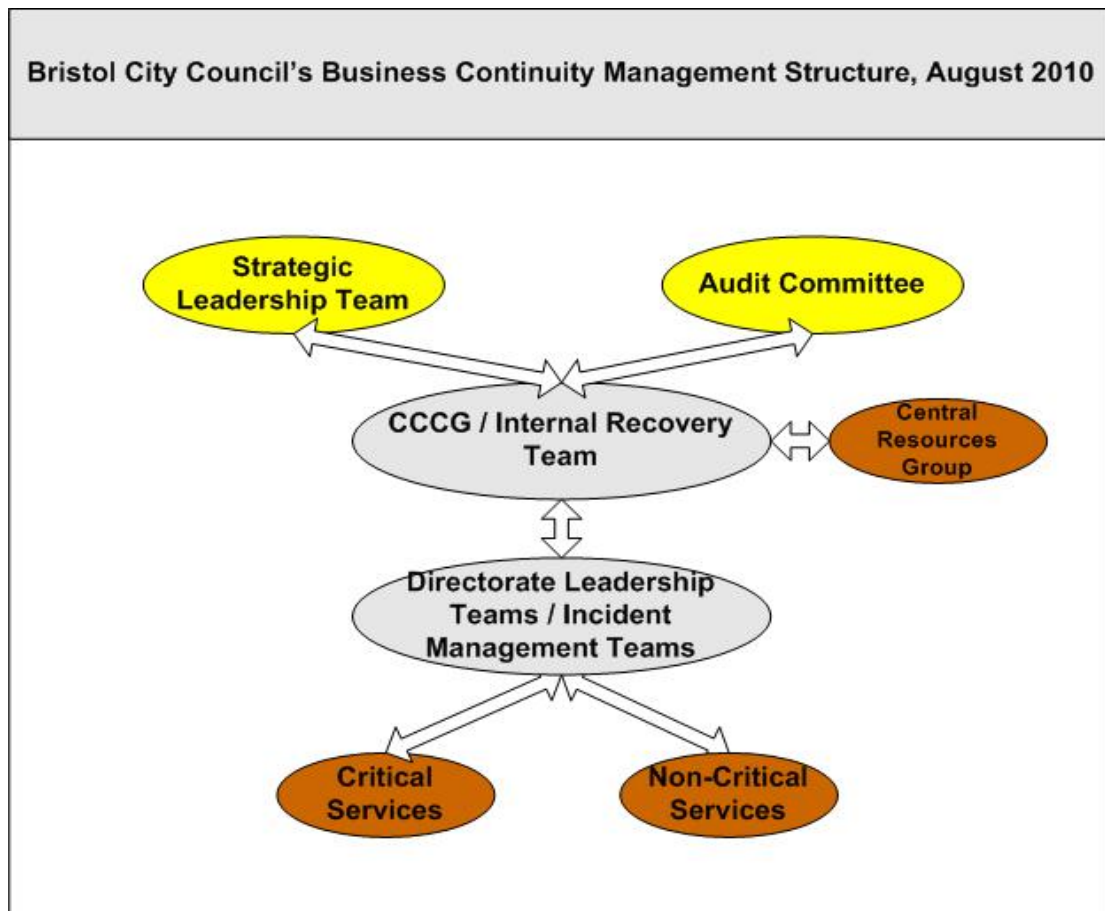 Bristol City Council's Business Continuity Management Structure, August 2010
Strategic
Leadership Team
Audit Committee
CCCG / Internal Recovery
Team
Central
Resources
Group
Directorate Leadership
Teams / Incident
Management Teams
Critical
Services
Non-Critical
Services